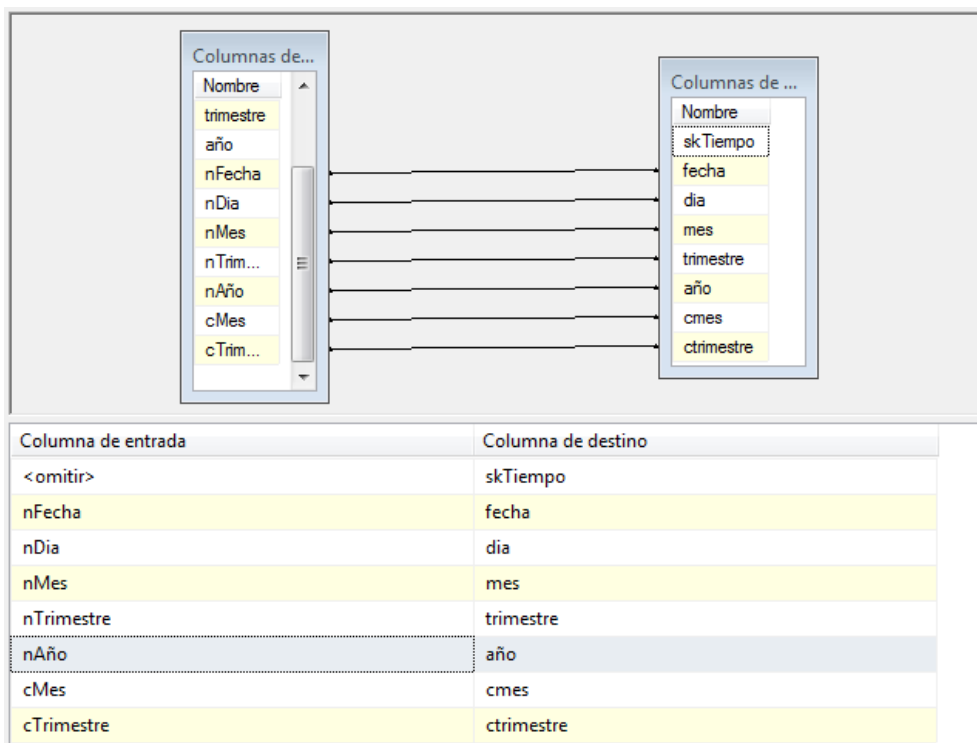 Columnas de...
Nombre
trimestre
año
nFecha
nDia
nMes
nTrim...
nAño
cMes
cTrim...
Columnas de ...
Nombre
skTiempo
fecha
dia
mes
trimestre
año
cmes
ctrimestre
Columna de entrada Columna de destino
<omitir> skTiempo
nFecha fecha
nDia dia
nMes mes
nTrimestre trimestre
nAño año
cMes cmes
cTrimestre ctrimestre